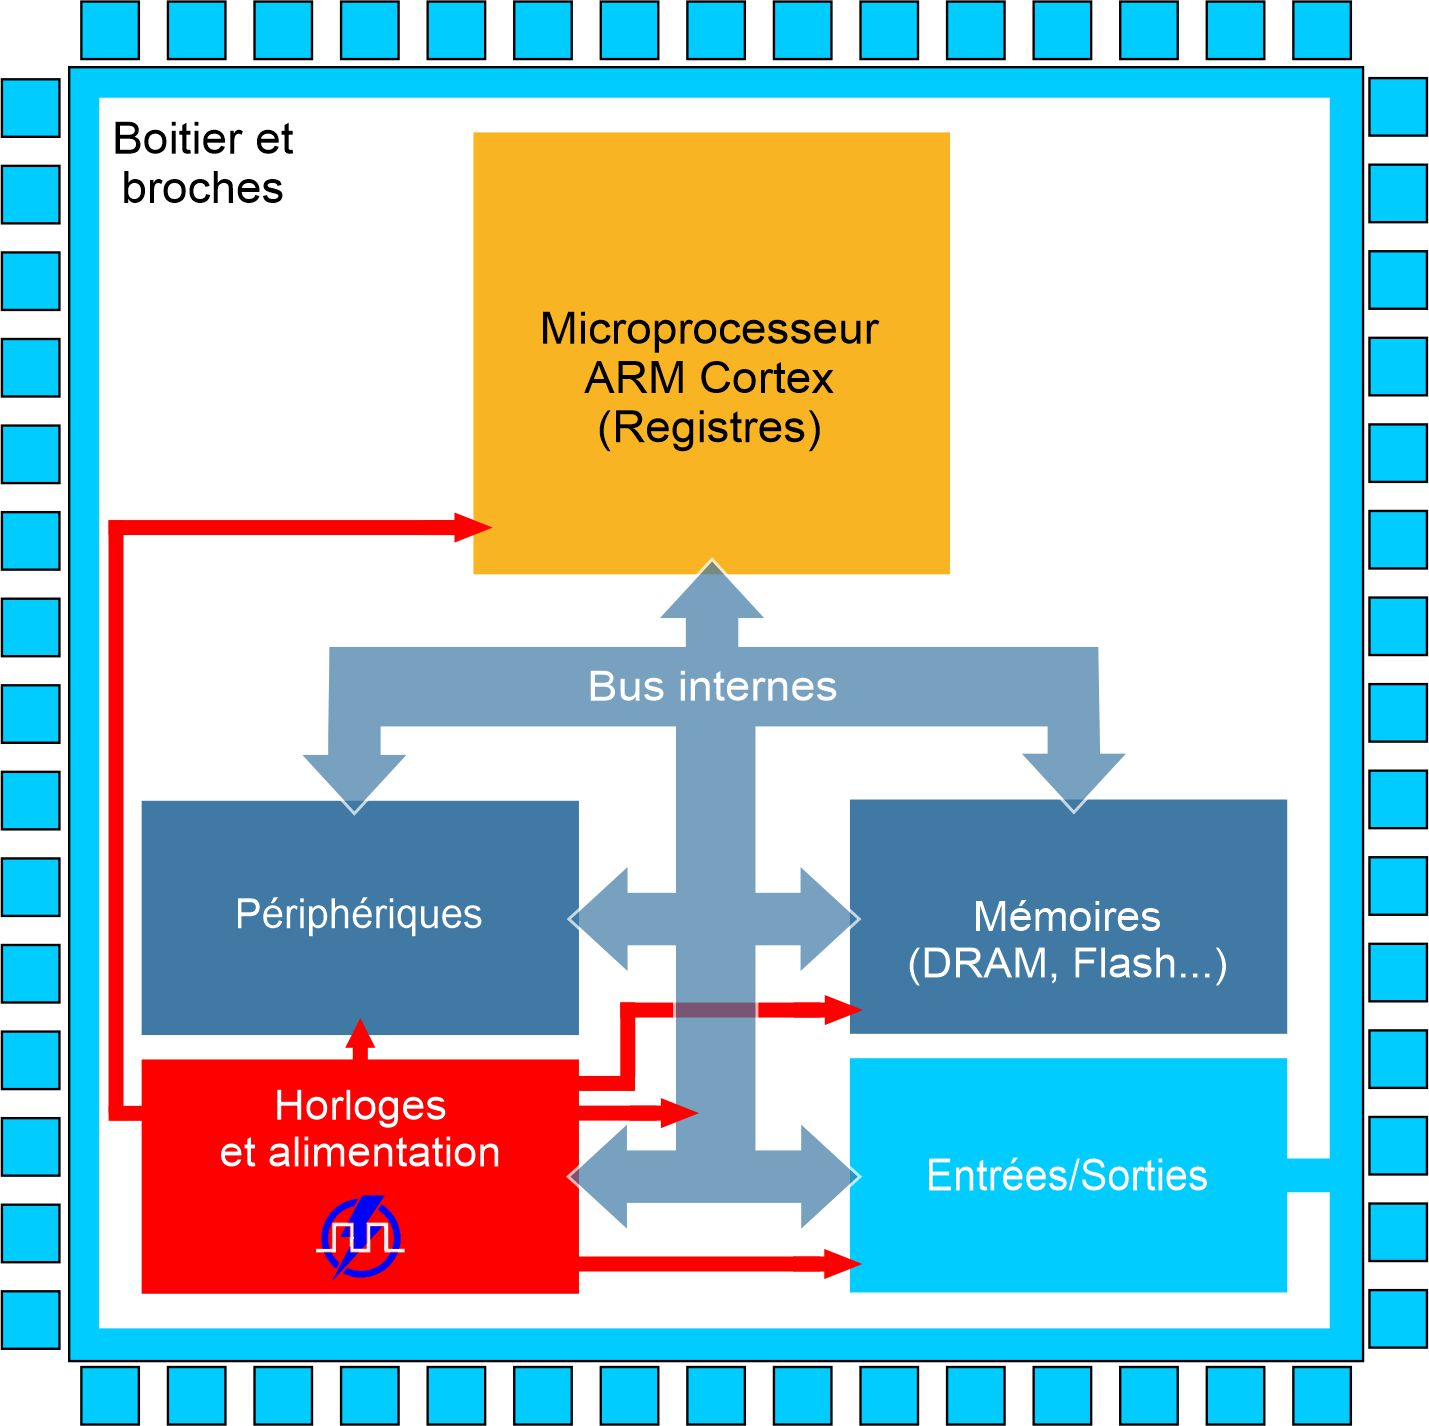 Boitier et
broches
Microprocesseur
ARM Cortex
(Registres)
Bus internes
Périphériques
Mémoires
(DRAM, Flash...)
Horloges
et alimentation
Entrées/Sorties